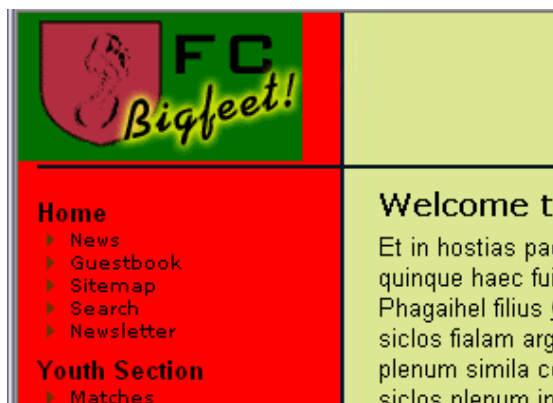 FC
Bigfeet!
Home
News
Guestbook
Sitemap
Search
Newsletter
Youth Section
Matches
Welcome t
Et in hostias pa
quinque haec fui
Phagaihel filius
siclos fialam arg
plenum simila c
siclos plenum in